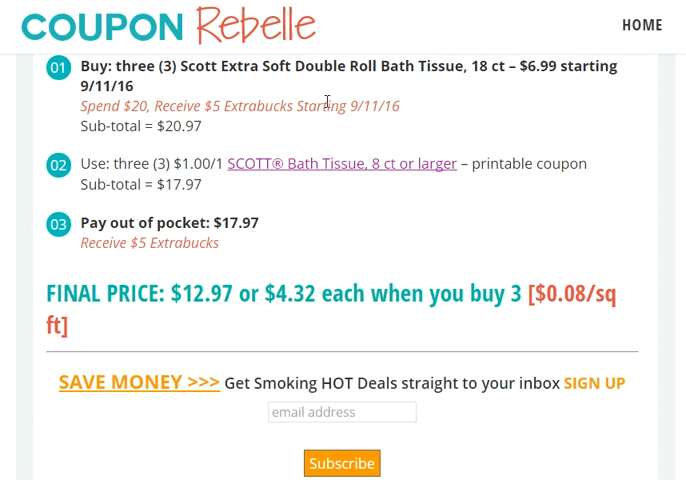 COUPON Rebelle
HOME
01 Buy: three (3) Scott Extra Soft Double Roll Bath Tissue, 18 ct – $6.99 starting
9/11/16
Spend $20, Receive $5 Extrabucks Starting 9/11/16
Sub-total = $20.97
02 Use: three (3) $1.00/1 SCOTT® Bath Tissue, 8 ct or larger – printable coupon
Sub-total = $17.97
03 Pay out of pocket: $17.97
Receive $5 Extrabucks
FINAL PRICE: $12.97 or $4.32 each when you buy 3 [$0.08/sq
ft]
SAVE MONEY >>> Get Smoking HOT Deals straight to your inbox SIGN UP
email address
Subscribe